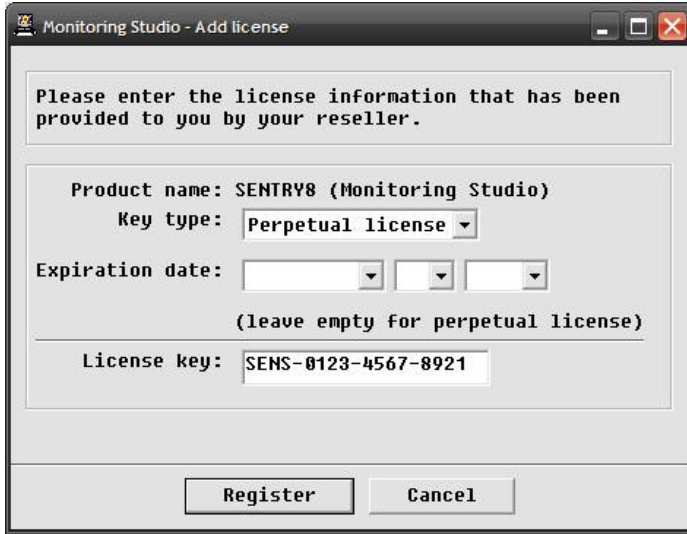 Monitoring Studio - Add license
Please enter the license information that has been
provided to you by your reseller.
Product name: SENTRY8 (Monitoring Studio)
Key type: Perpetual license
Expiration date:
(leave empty for perpetual license)
License key: SENS-0123-4567-8921
Register Cancel